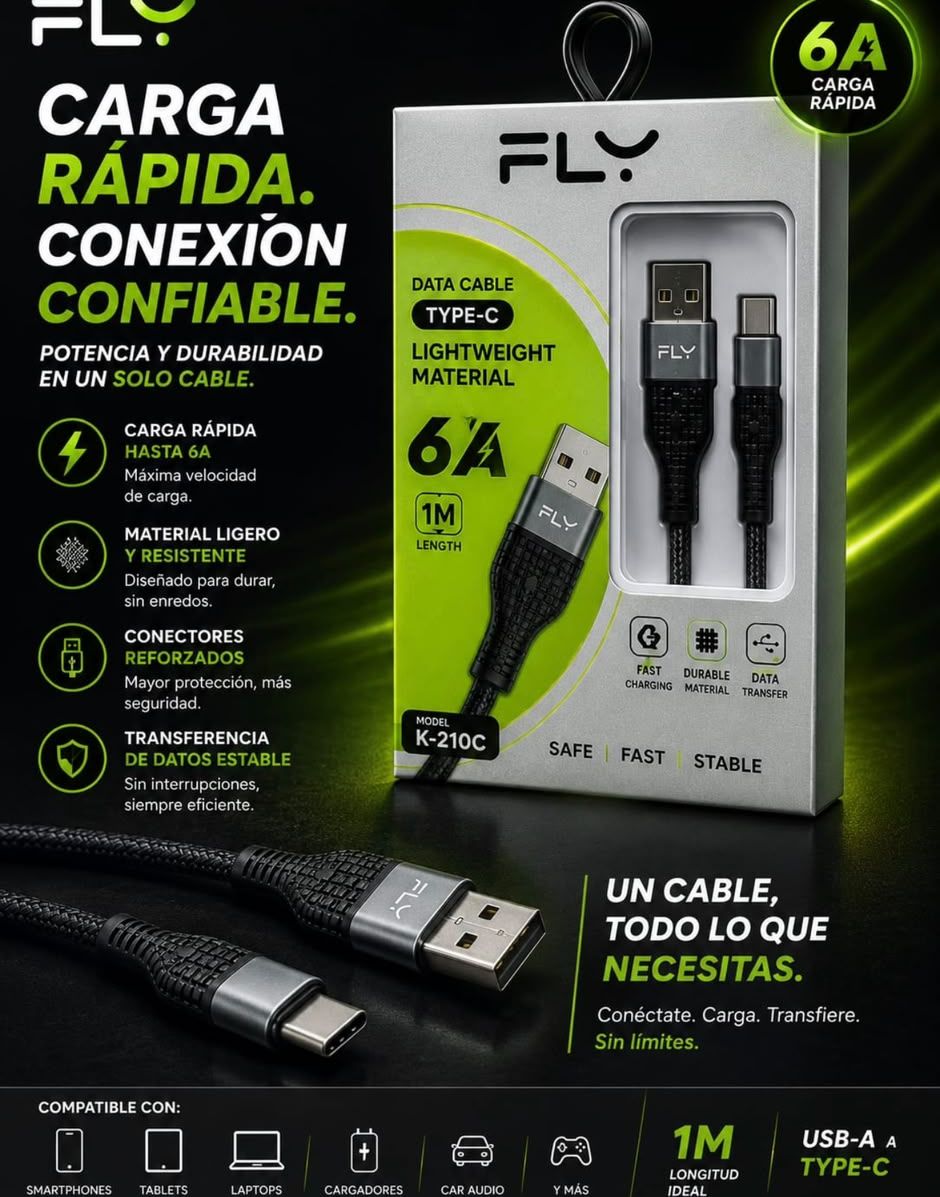 FLY
6A
CARGA
RÁPIDA
CARGA
RÁPIDA.
CONEXIÓN
CONFIABLE.
POTENCIA Y DURABILIDAD
EN UN SOLO CABLE.
CARGA RÁPIDA
HASTA 6A
Máxima velocidad
de carga.
MATERIAL LIGERO
Y RESISTENTE
Diseñado para durar,
sin enredos.
CONECTORES
REFORZADOS
Mayor protección, más
seguridad.
TRANSFERENCIA
DE DATOS ESTABLE
Sin interrupciones,
siempre eficiente.
FLY
DATA CABLE
TYPE-C
LIGHTWEIGHT
MATERIAL
6A
1M
LENGTH
FLY
FLY
FAST
CHARGING
DURABLE
MATERIAL
DATA
TRANSFER
MODEL
K-210C
SAFE | FAST | STABLE
FLY
UN CABLE,
TODO LO QUE
NECESITAS.
Conéctate. Carga. Transfiere.
Sin límites.
COMPATIBLE CON:
SMARTPHONES
TABLETS
LAPTOPS
CARGADORES
CAR AUDIO
Y MÁS
1M
LONGITUD
IDEAL
USB-A A
TYPE-C